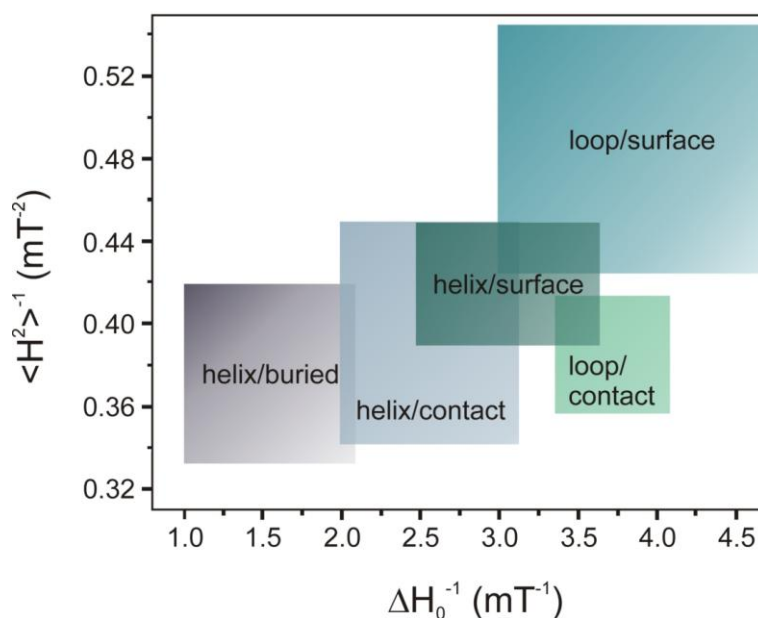 <H²>⁻¹ (mT⁻²)
0.52
0.48
0.44
0.40
0.36
0.32
loop/surface
helix/surface
helix/buried
loop/
contact
helix/contact
1.0 1.5 2.0 2.5 3.0 3.5 4.0 4.5
ΔH₀⁻¹ (mT⁻¹)